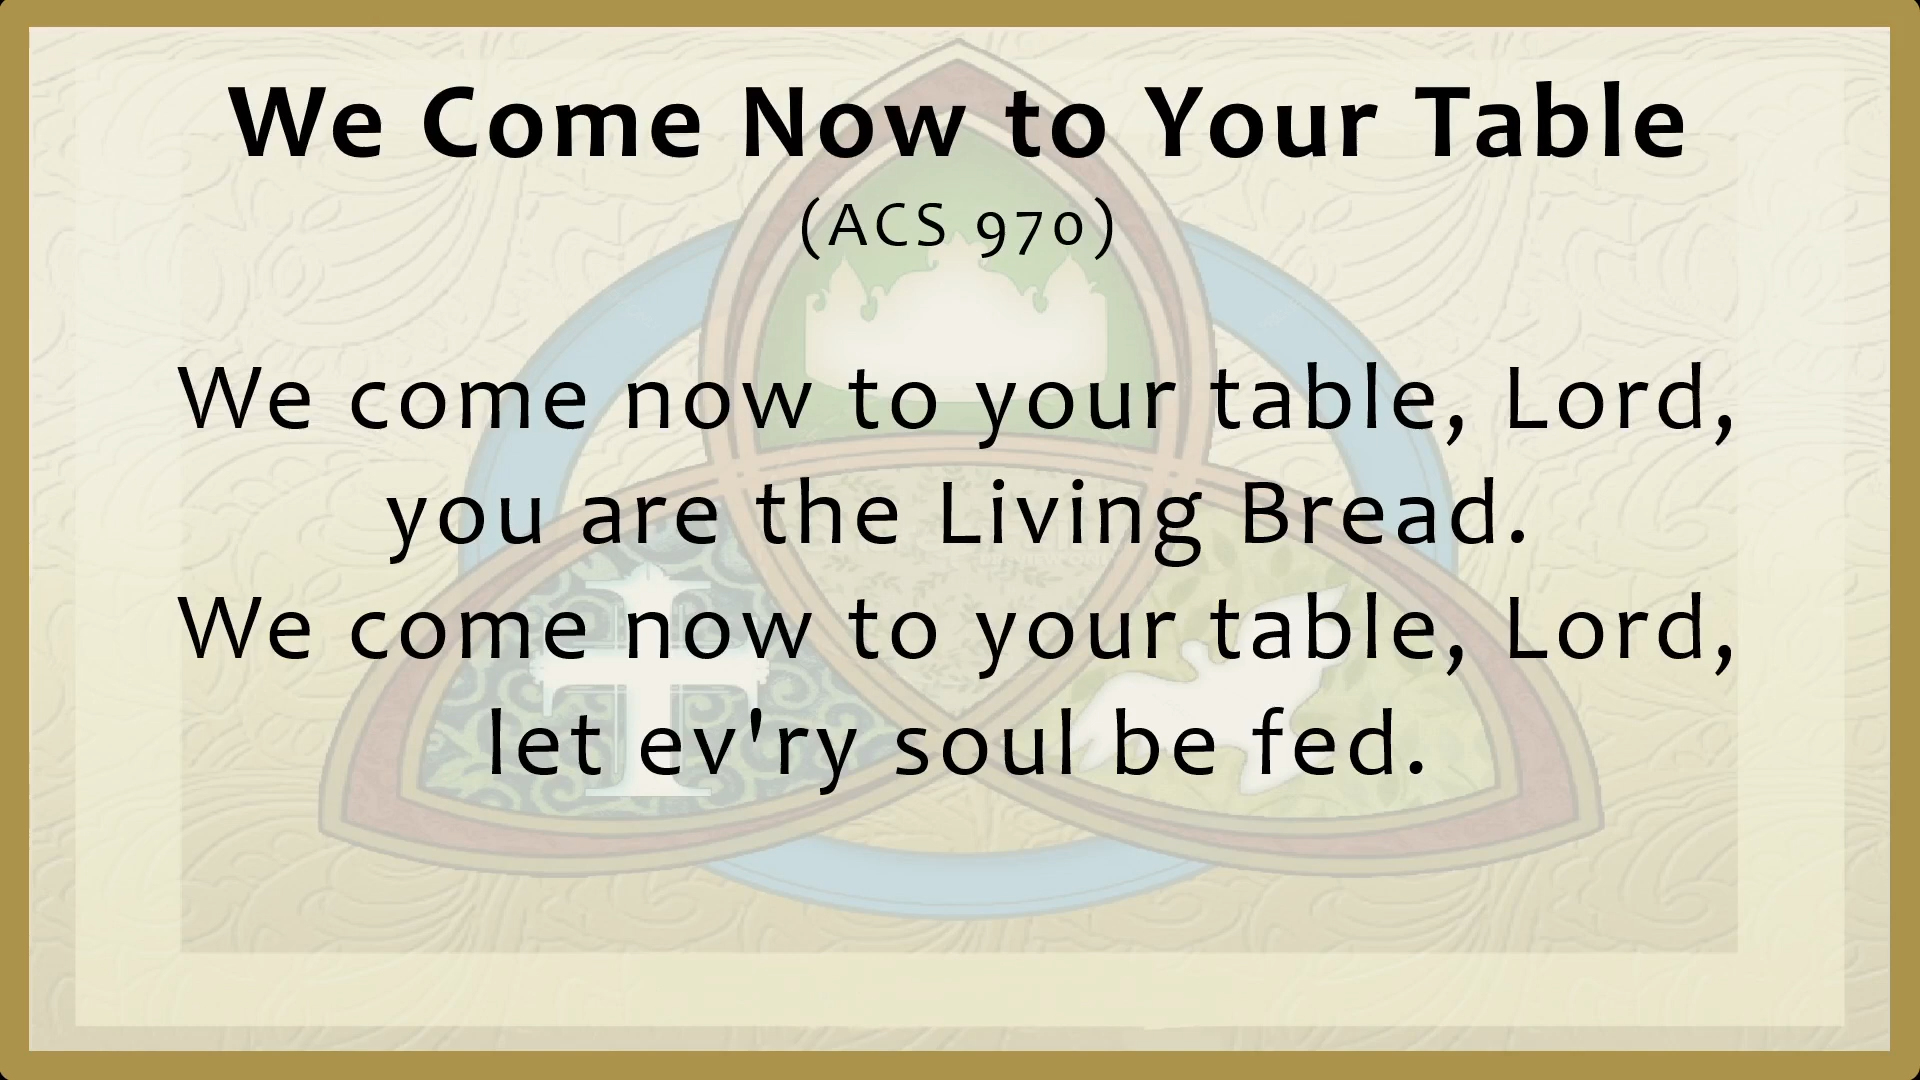 We Come Now to Your Table
(ACS 970)
We come now to your table, Lord,
you are the Living Bread.
We come now to your table, Lord,
let ev'ry soul be fed.